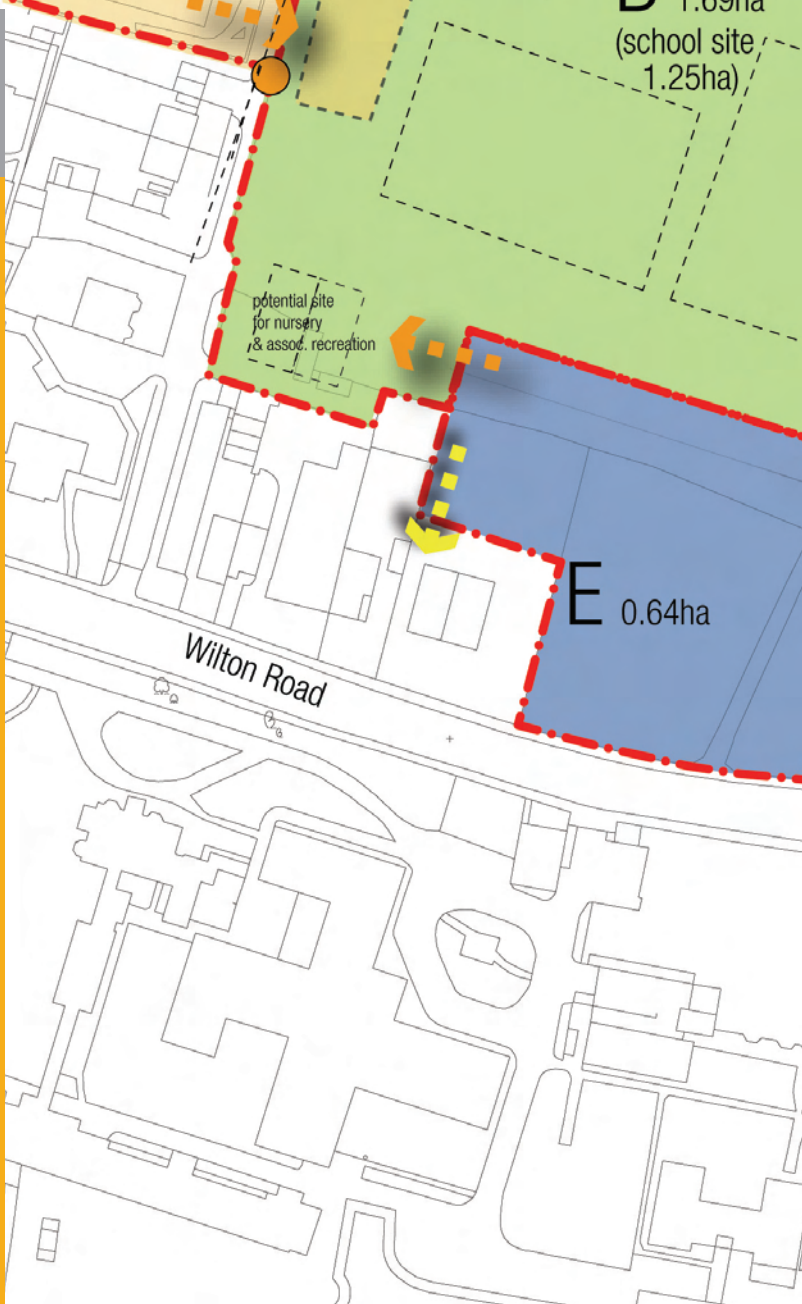 1.69ha
(school site
1.25ha)
potential site
for nursery
& assoc. recreation
E 0.64ha
Wilton Road